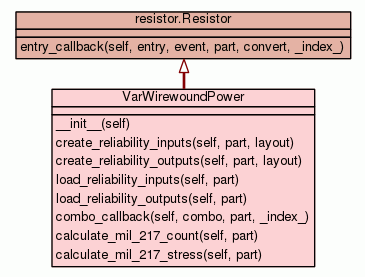 resistor.Resistor
entry_callback(self, entry, event, part, convert, _index_)
VarWirewoundPower
__init__(self)
create_reliability_inputs(self, part, layout)
create_reliability_outputs(self, part, layout)
load_reliability_inputs(self, part)
load_reliability_outputs(self, part)
combo_callback(self, combo, part, _index_)
calculate_mil_217_count(self, part)
calculate_mil_217_stress(self, part)